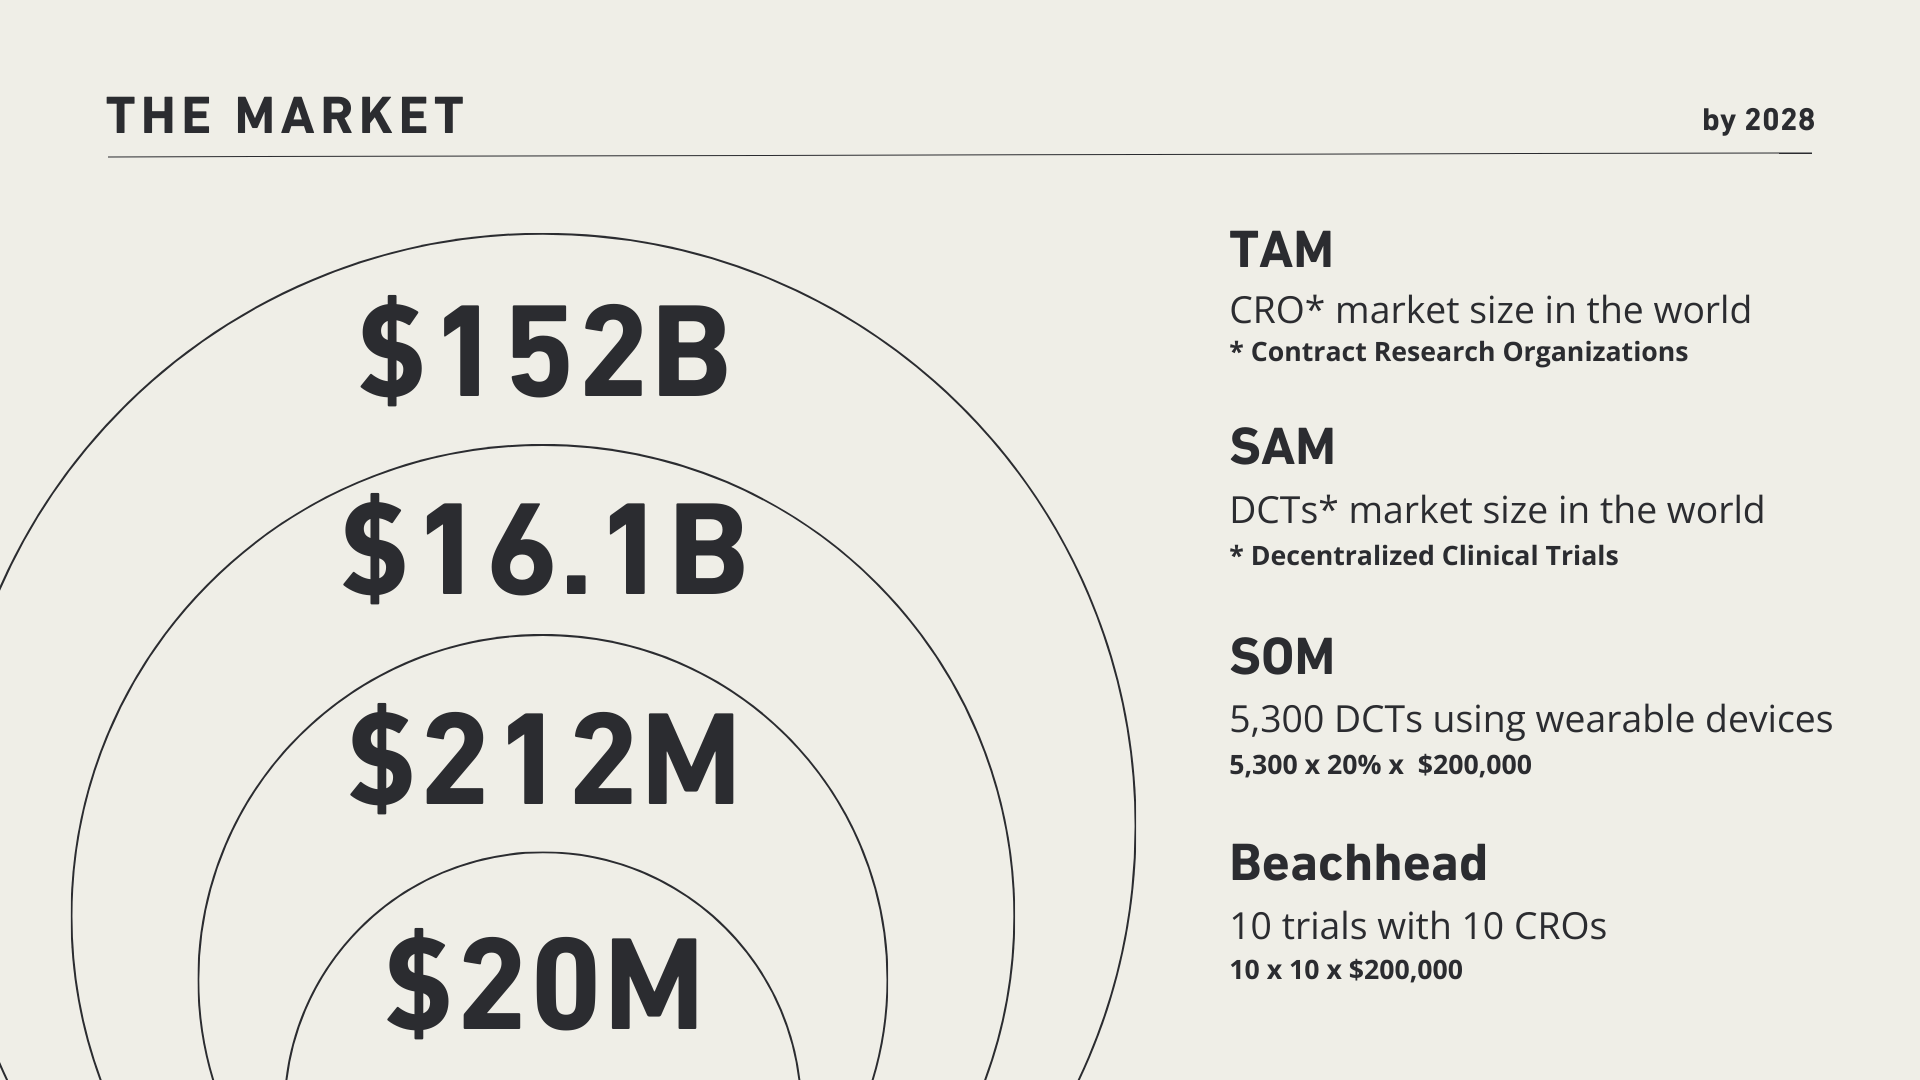 THE MARKET
by 2028
$152B
$16.1B
$212M
$20M
TAM
CRO* market size in the world
* Contract Research Organizations
SAM
DCTs* market size in the world
* Decentralized Clinical Trials
SOM
5,300 DCTs using wearable devices
5,300 x 20% x  $200,000
Beachhead
10 trials with 10 CROs
10 x 10 x $200,000